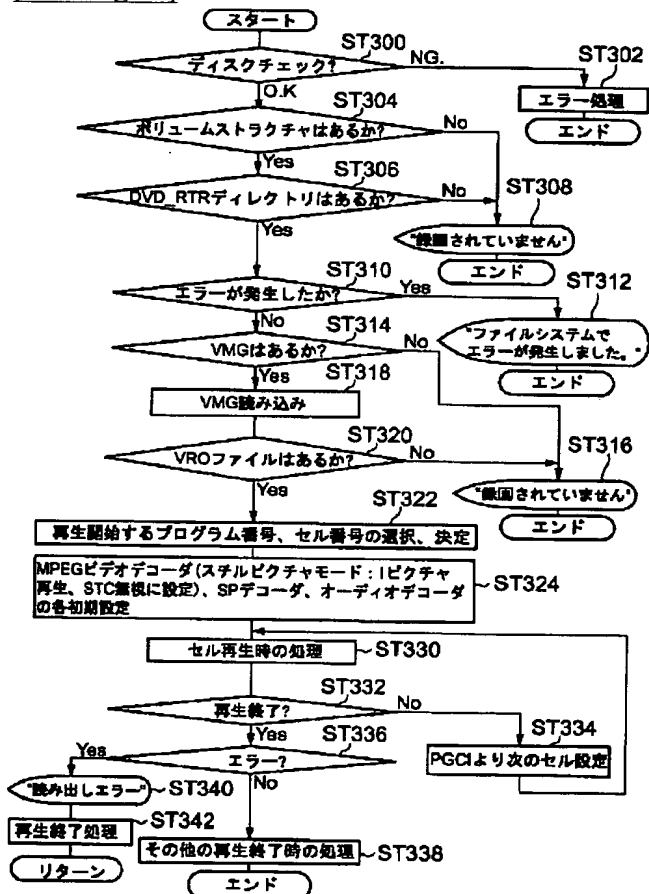 スタート
ST300
ディスクチェック?
NG.
ST302
エラー処理
エンド
O.K
ST304
ボリュームストラクチャはあるか?
No
Yes
ST306
DVD_RTRディレクトリはあるか?
No
Yes
ST308
"録画されていません"
エンド
ST310
エラーが発生したか?
Yes
ST312
"ファイルシステムで
エラーが発生しました。"
エンド
No
ST314
VMGはあるか?
No
Yes
ST318
VMG読み込み
ST320
VROファイルはあるか?
No
ST316
"録画されていません"
エンド
Yes
ST322
再生開始するプログラム番号、セル番号の選択、決定
MPEGビデオデコーダ(スチルピクチャモード:Iピクチャ
再生、STC無視に設定)、SPデコーダ、オーディオデコーダ
の各初期設定
ST324
セル再生時の処理
ST330
ST332
再生終了?
No
ST334
PGCIより次のセル設定
Yes
ST336
エラー?
Yes
"読み出しエラー"
ST340
No
ST342
再生終了処理
リターン
その他の再生終了時の処理
ST338
エンド